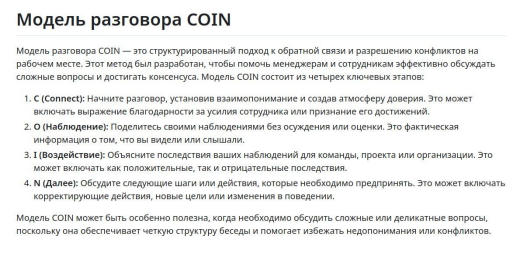 Модель разговора COIN
Модель разговора COIN — это структурированный подход к обратной связи и разрешению конфликтов на
рабочем месте. Этот метод был разработан, чтобы помочь менеджерам и сотрудникам эффективно обсуждать
сложные вопросы и достигать консенсуса. Модель COIN состоит из четырех ключевых этапов:
1. C (Connect): Начните разговор, установив взаимопонимание и создав атмосферу доверия. Это может
включать выражение благодарности за усилия сотрудника или признание его достижений.
2. O (Наблюдение): Поделитесь своими наблюдениями без осуждения или оценки. Это фактическая
информация о том, что вы видели или слышали.
3. I (Воздействие): Объясните последствия ваших наблюдений для команды, проекта или организации. Это
может включать как положительные, так и отрицательные последствия.
4. N (Далее): Обсудите следующие шаги или действия, которые необходимо предпринять. Это может включать
корректирующие действия, новые цели или изменения в поведении.
Модель COIN может быть особенно полезна, когда необходимо обсудить сложные или деликатные вопросы,
поскольку она обеспечивает четкую структуру беседы и помогает избежать недопонимания или конфликтов.